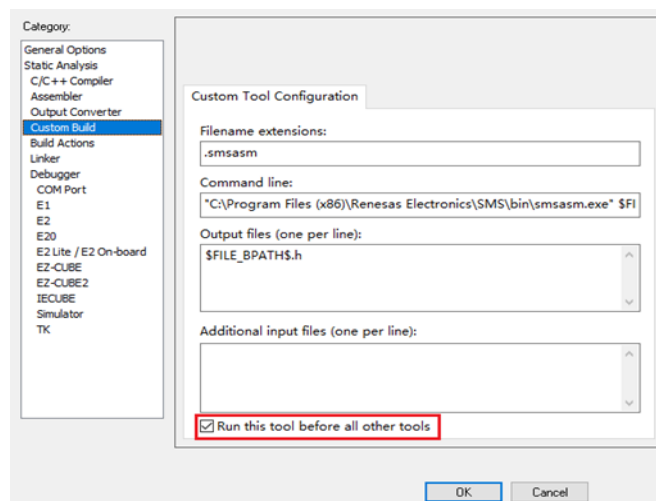 Category:
General Options
Static Analysis
C/C++ Compiler
Assembler
Output Converter
Custom Build
Build Actions
Linker
Debugger
COM Port
E1
E2
E20
E2 Lite / E2 On-board
EZ-CUBE
EZ-CUBE2
IECUBE
Simulator
TK
Custom Tool Configuration
Filename extensions:
.smsasm
Command line:
"C:\Program Files (x86)\Renesas Electronics\SMS\bin\smsasm.exe" $FI
Output files (one per line):
$FILE_BPATH$.h
Additional input files (one per line):
Run this tool before all other tools
OK
Cancel